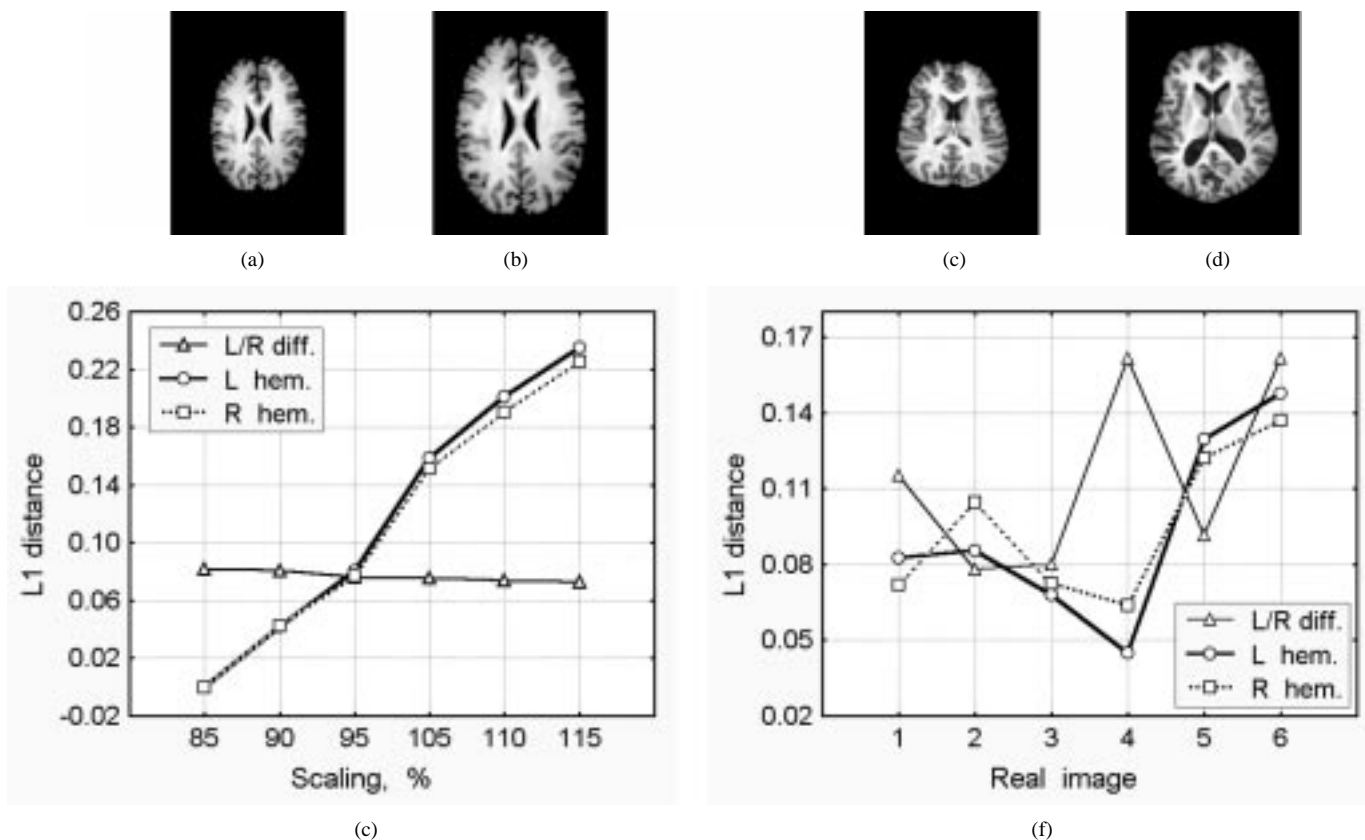 (a)
(b)
(c)
(d)
0.26
0.22
0.18
0.14
0.10
0.06
0.02
-0.02
L1 distance
L/R diff.
L hem.
R hem.
85 90 95 105 110 115
Scaling, %
(c)
0.17
0.14
0.11
0.08
0.05
0.02
L1 distance
L/R diff.
L hem.
R hem.
1 2 3 4 5 6
Real image
(f)